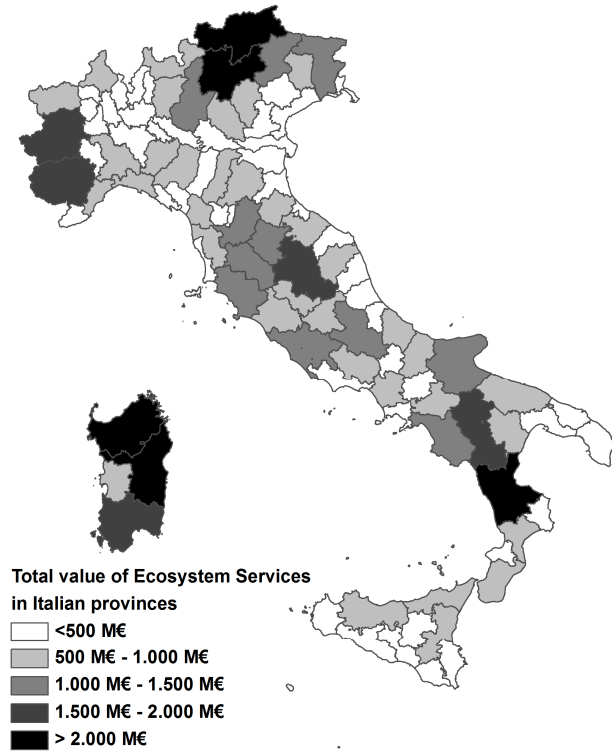 Total value of Ecosystem Services
in Italian provinces
<500 M€
500 M€ - 1.000 M€
1.000 M€ - 1.500 M€
1.500 M€ - 2.000 M€
> 2.000 M€